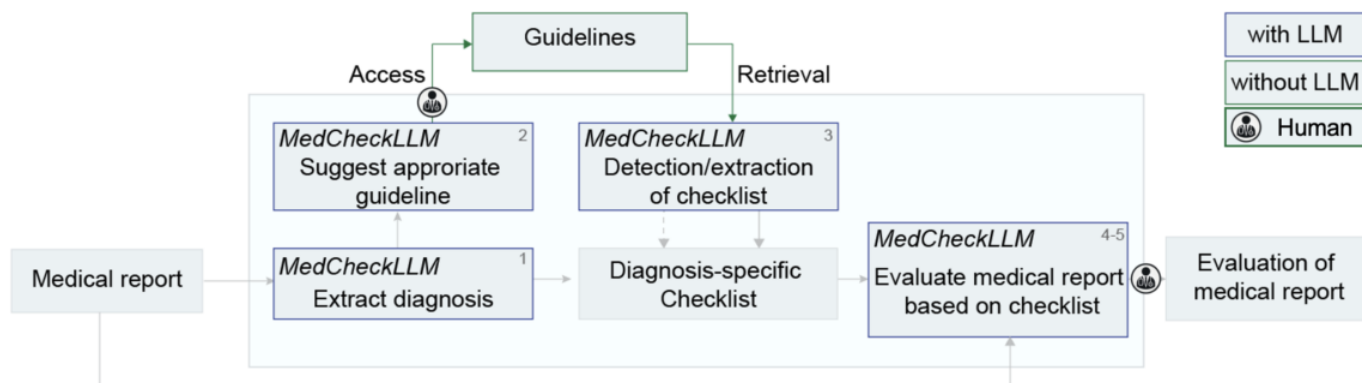 Guidelines
with LLM
without LLM
Human
Access
Retrieval
MedCheckLLM 2
Suggest approriate
guideline
MedCheckLLM 3
Detection/extraction
of checklist
Medical report
MedCheckLLM 1
Extract diagnosis
Diagnosis-specific
Checklist
MedCheckLLM 4-5
Evaluate medical report
based on checklist
Evaluation of
medical report